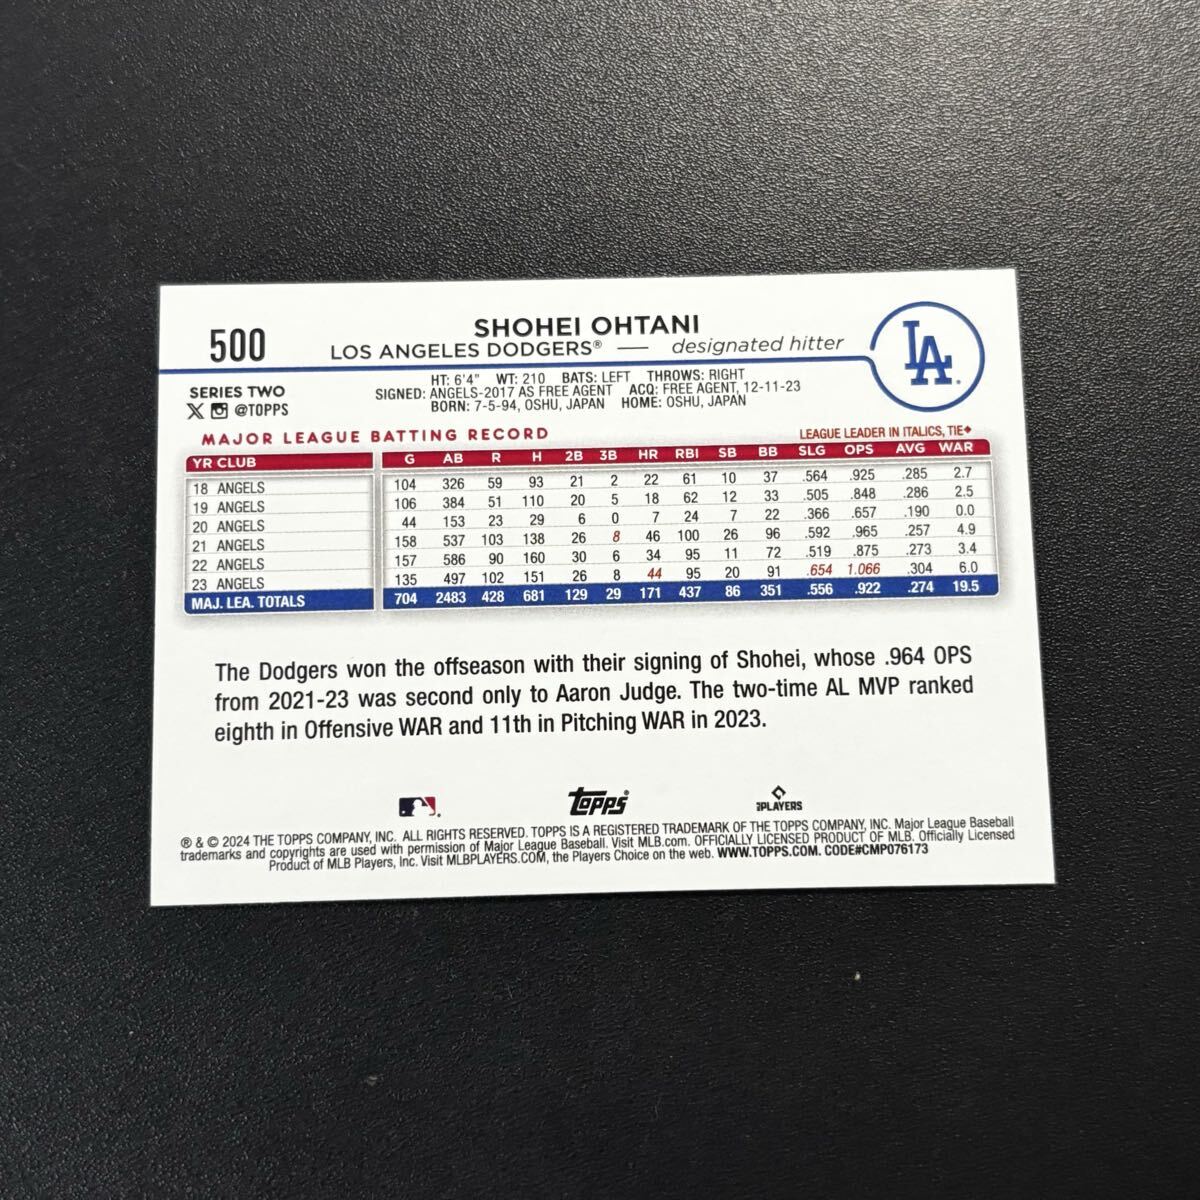 500
SHOHEI OHTANI
LOS ANGELES DODGERS® — designated hitter
LA
SERIES TWO
@TOPPS
HT: 6'4" WT: 210 BATS: LEFT THROWS: RIGHT
SIGNED: ANGELS-2017 AS FREE AGENT ACQ: FREE AGENT, 12-11-23
BORN: 7-5-94, OSHU, JAPAN HOME: OSHU, JAPAN
MAJOR LEAGUE BATTING RECORD LEAGUE LEADER IN ITALICS, TIE◆
YR CLUB G AB R H 2B 3B HR RBI SB BB SLG OPS AVG WAR
18 ANGELS 104 326 59 93 21 2 22 61 10 37 .564 .925 .285 2.7
19 ANGELS 106 384 51 110 20 5 18 62 12 33 .505 .848 .286 2.5
20 ANGELS 44 153 23 29 6 0 7 24 7 22 .366 .657 .190 0.0
21 ANGELS 158 537 103 138 26 8 46 100 26 96 .592 .965 .257 4.9
22 ANGELS 157 586 90 160 30 6 34 95 11 72 .519 .875 .273 3.4
23 ANGELS 135 497 102 151 26 8 44 95 20 91 .654 1.066 .304 6.0
MAJ. LEA. TOTALS 704 2483 428 681 129 29 171 437 86 351 .556 .922 .274 19.5
The Dodgers won the offseason with their signing of Shohei, whose .964 OPS
from 2021-23 was second only to Aaron Judge. The two-time AL MVP ranked
eighth in Offensive WAR and 11th in Pitching WAR in 2023.
Topps
PLAYERS
® & © 2024 THE TOPPS COMPANY, INC. ALL RIGHTS RESERVED. TOPPS IS A REGISTERED TRADEMARK OF THE TOPPS COMPANY, INC. Major League Baseball
trademarks and copyrights are used with permission of Major League Baseball. Visit MLB.com. OFFICIALLY LICENSED PRODUCT OF MLB. Officially Licensed
Product of MLB Players, Inc. Visit MLBPLAYERS.COM, the Players Choice on the web. WWW.TOPPS.COM. CODE#CMP076173